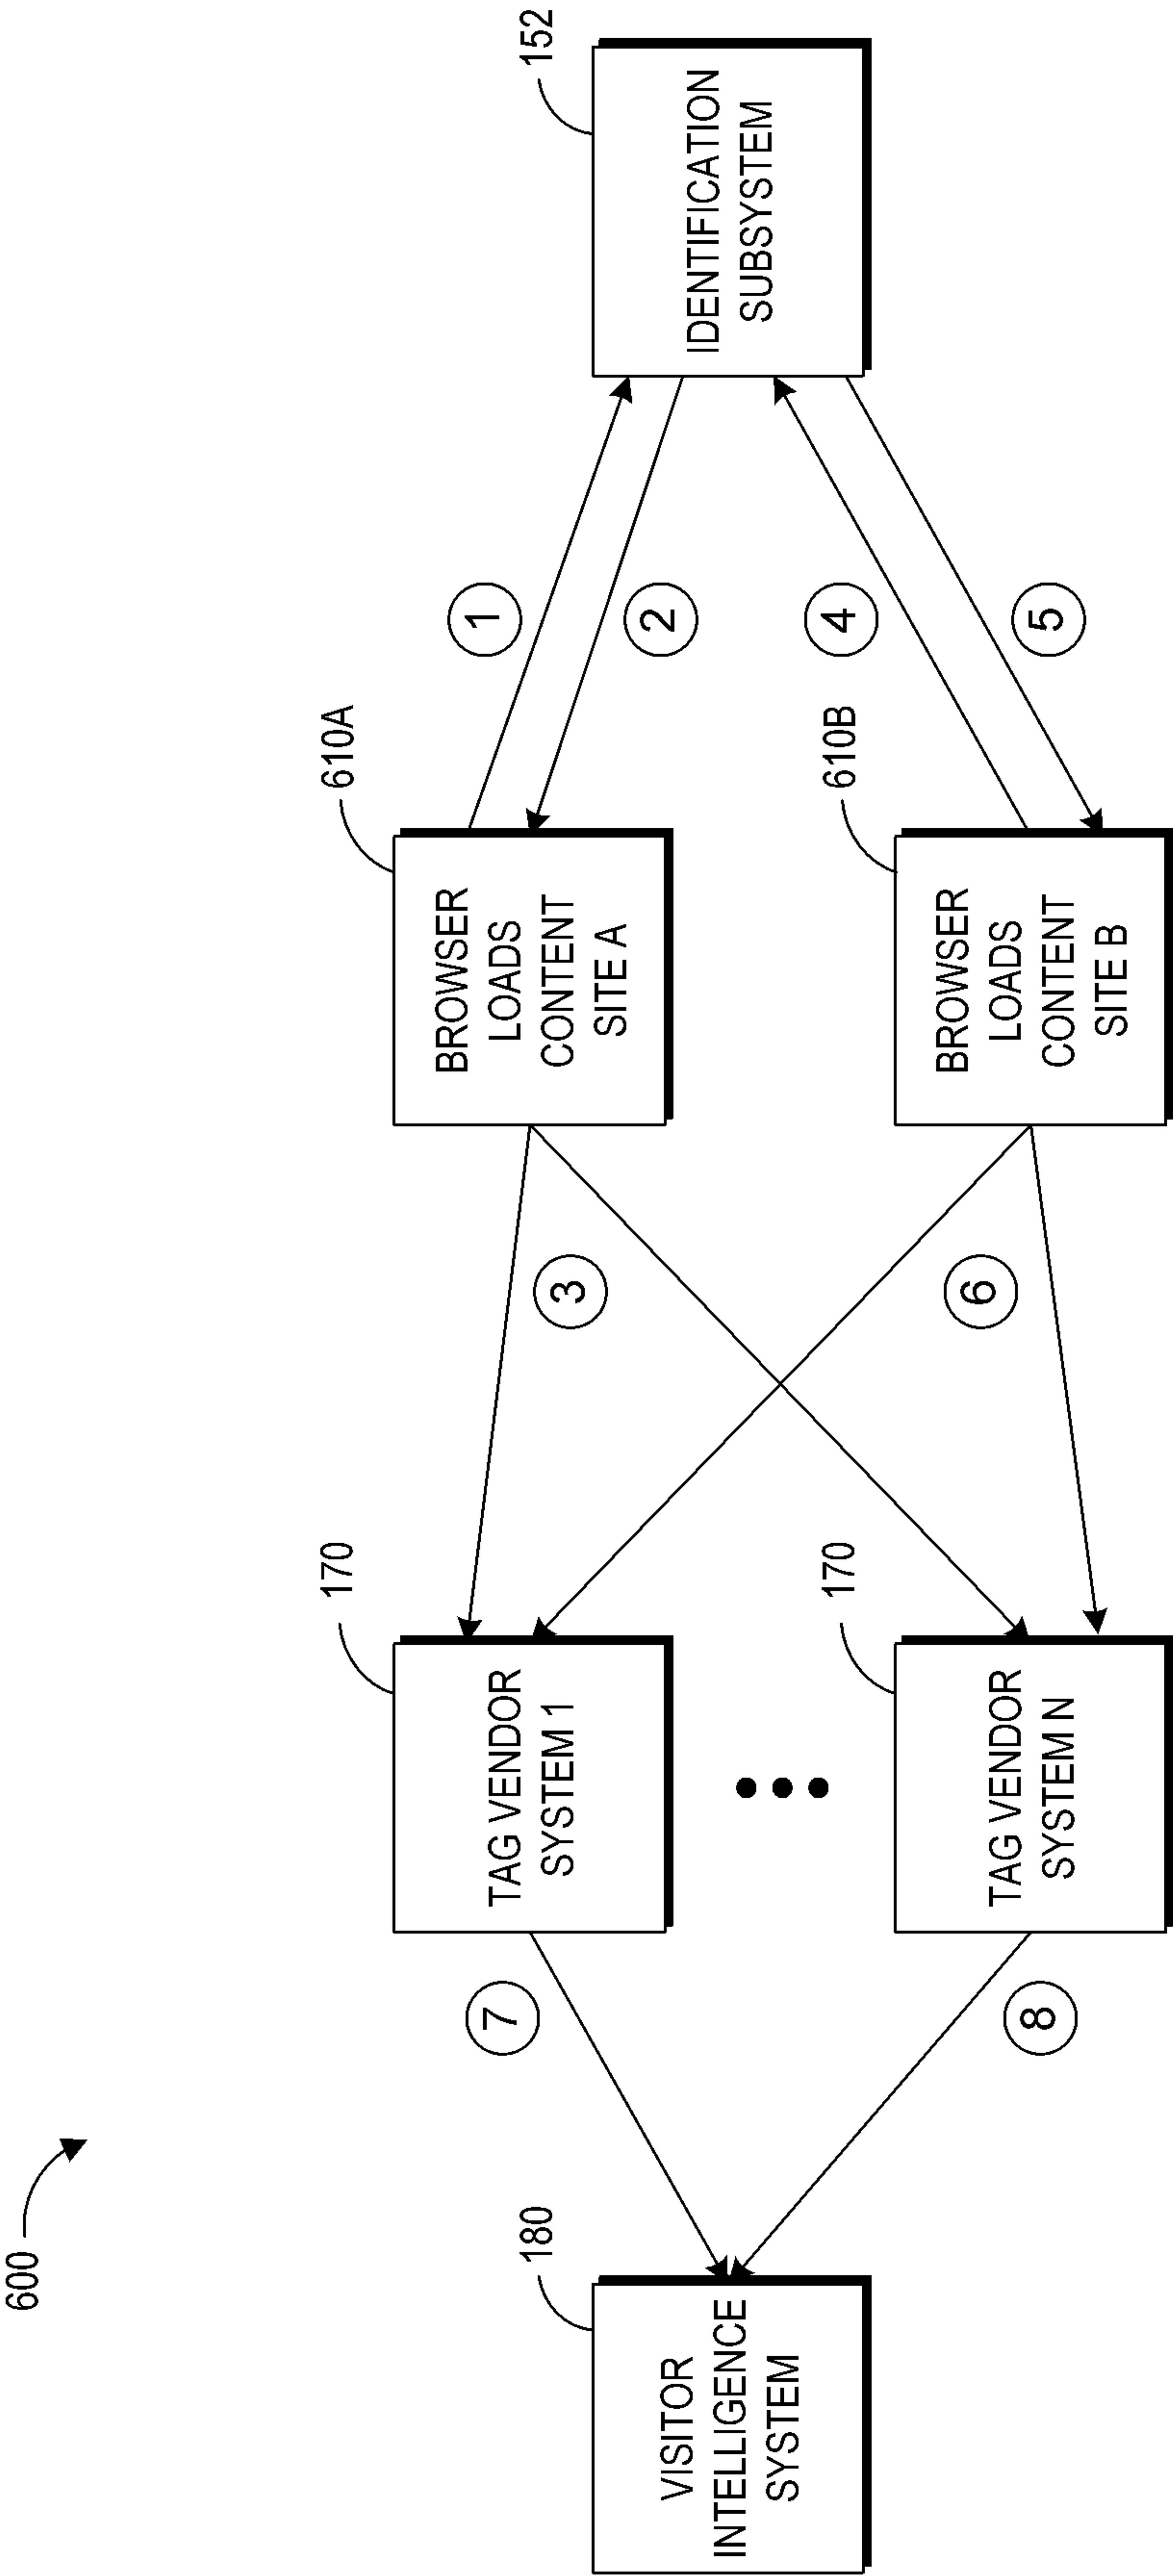 600
170
610A
TAG VENDOR
SYSTEM 1
BROWSER
LOADS
CONTENT
SITE A
7
3
1
180
152
VISITOR
INTELLIGENCE
SYSTEM
2
IDENTIFICATION
SUBSYSTEM
170
610B
4
6
8
5
TAG VENDOR
SYSTEM N
BROWSER
LOADS
CONTENT
SITE B